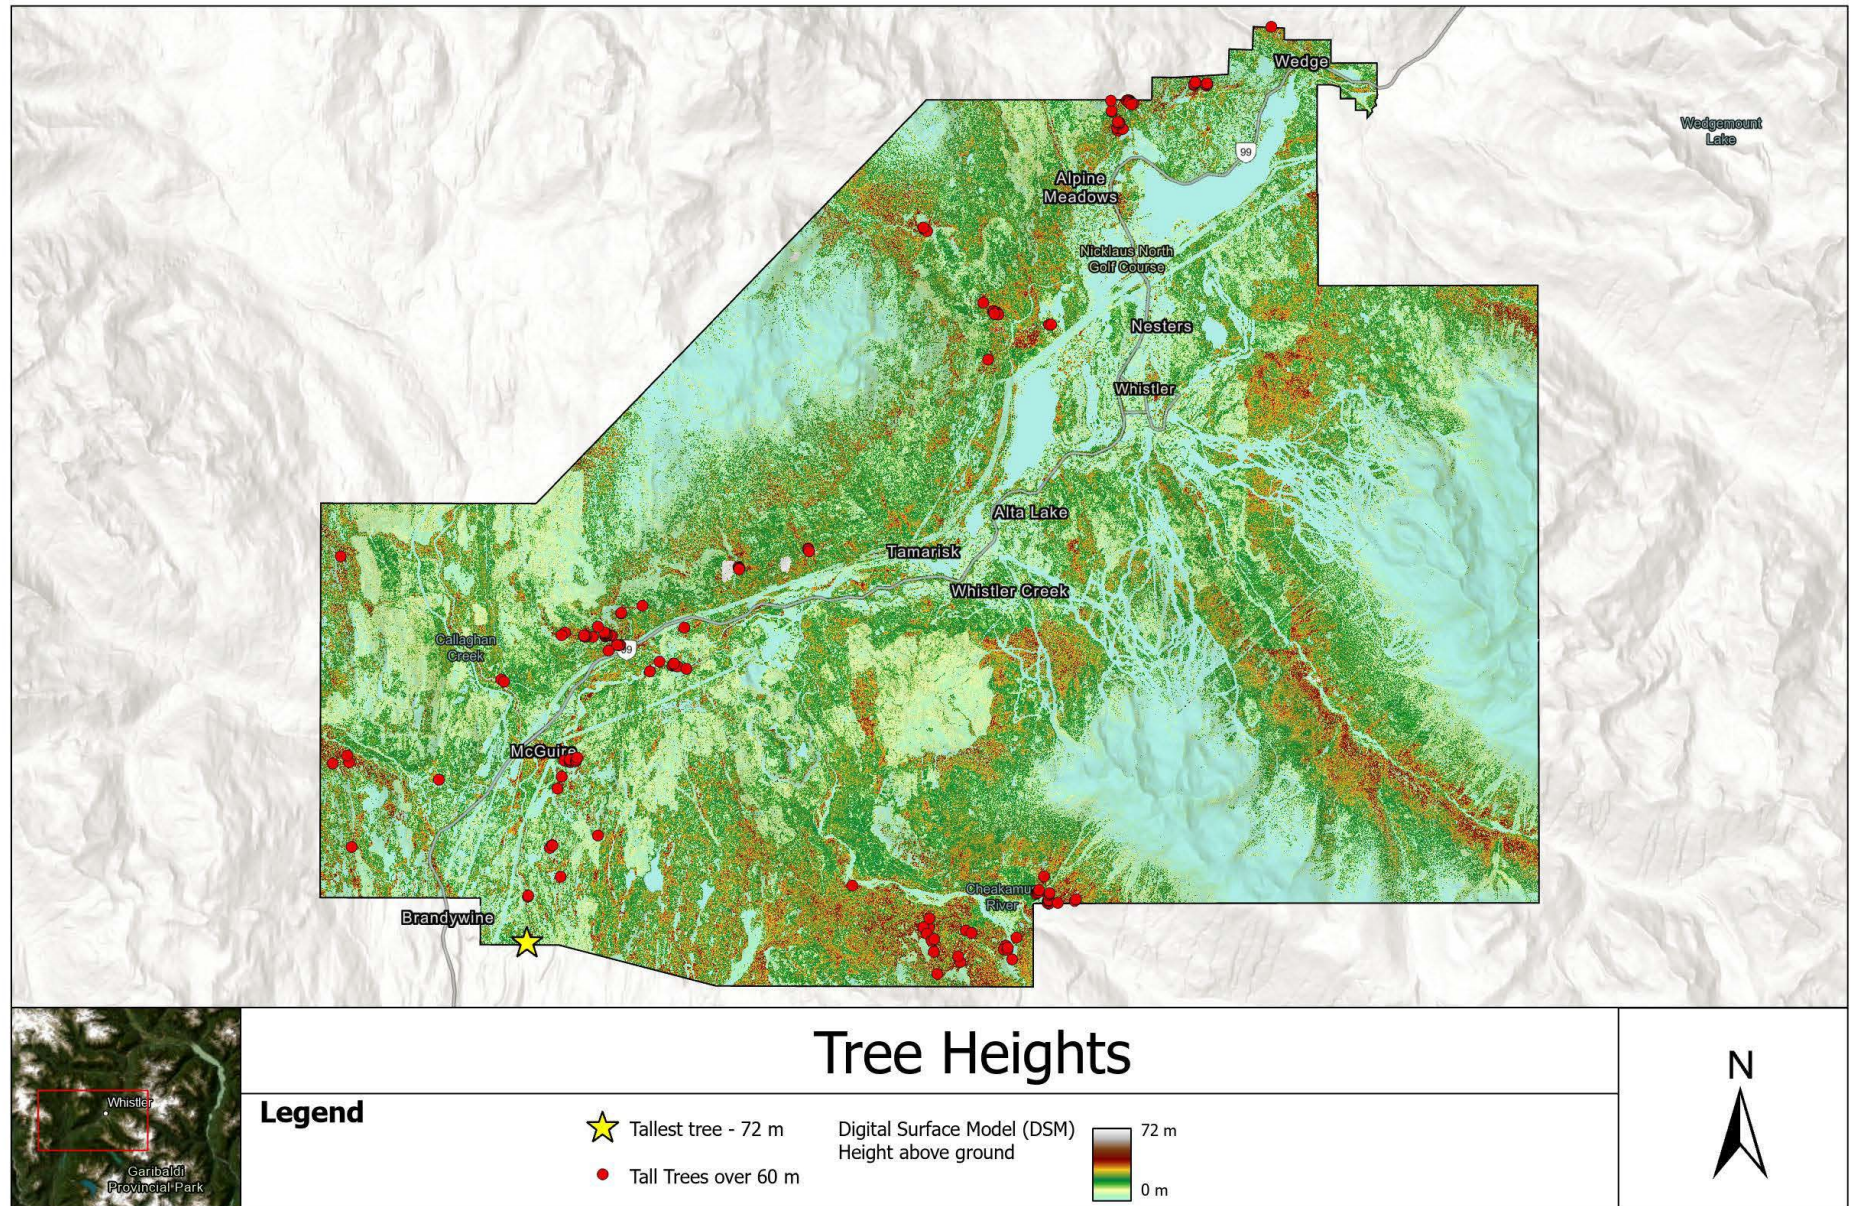 Wedge
Wedgemount
Lake
99
Alpine
Meadows
Nicklaus North
Golf Course
Nesters
Whistler
Alta Lake
Tamarisk
Whistler Creek
Callaghan
Creek
99
McGuire
Cheakamu
River
Brandywine
Tree Heights
N
Whistler
Garibaldi
Provincial Park
Legend
Tallest tree - 72 m
Tall Trees over 60 m
Digital Surface Model (DSM)
Height above ground
72 m
0 m